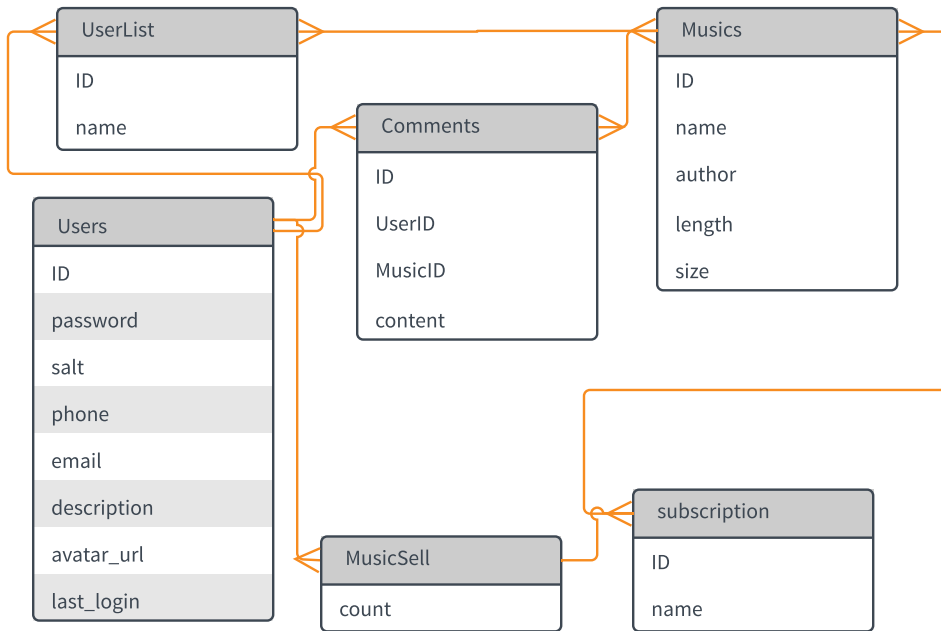 UserList
ID
name
Users
ID
password
salt
phone
email
description
avatar_url
last_login
Comments
ID
UserID
MusicID
content
MusicSell
count
Musics
ID
name
author
length
size
subscription
ID
name